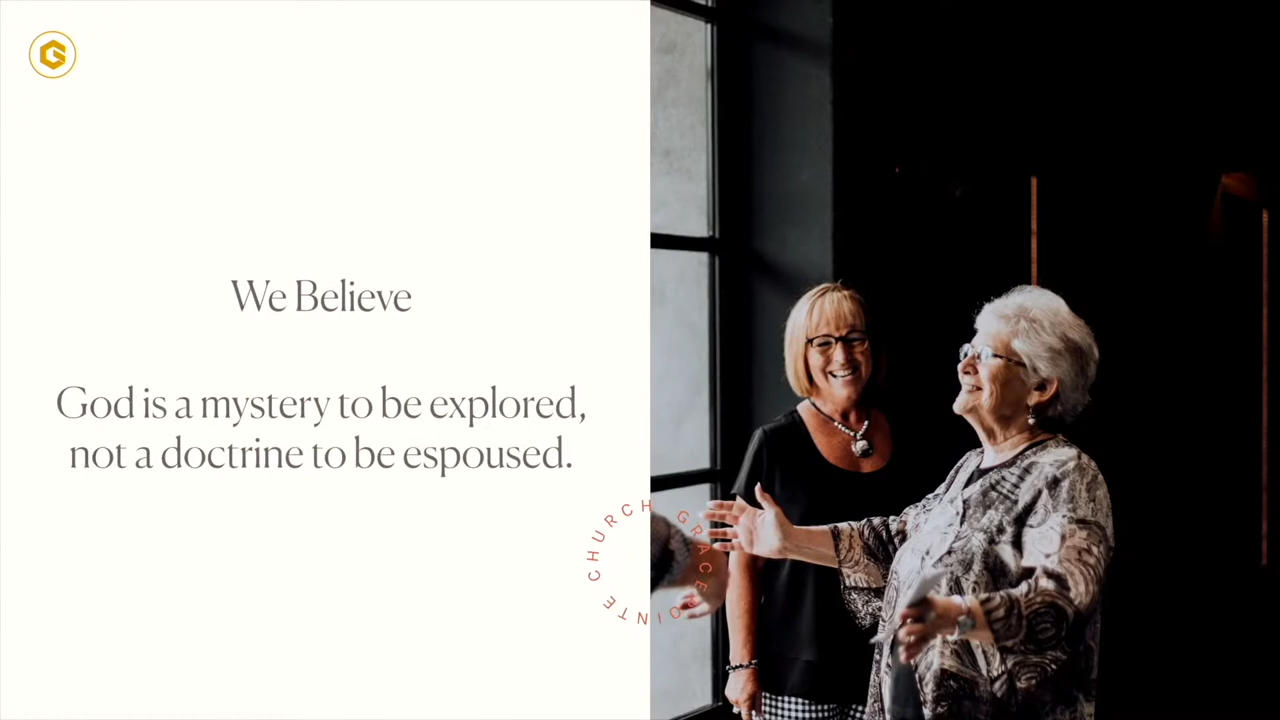 We Believe
God is a mystery to be explored,
not a doctrine to be espoused.
GRACEPOINTE CHURCH